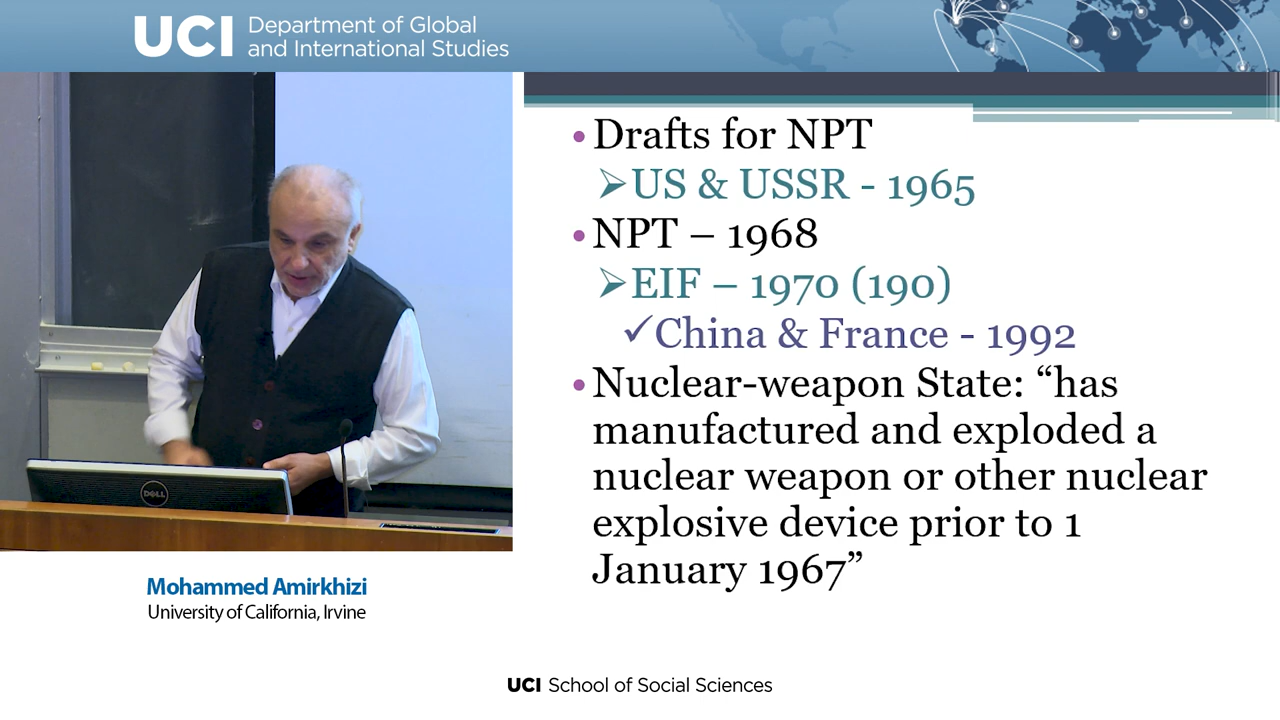 UCI Department of Global
and International Studies
• Drafts for NPT
➢US & USSR - 1965
• NPT – 1968
➢EIF – 1970 (190)
✓China & France - 1992
• Nuclear-weapon State: “has
manufactured and exploded a
nuclear weapon or other nuclear
explosive device prior to 1
January 1967”
DELL
Mohammed Amirkhizi
University of California, Irvine
UCI School of Social Sciences